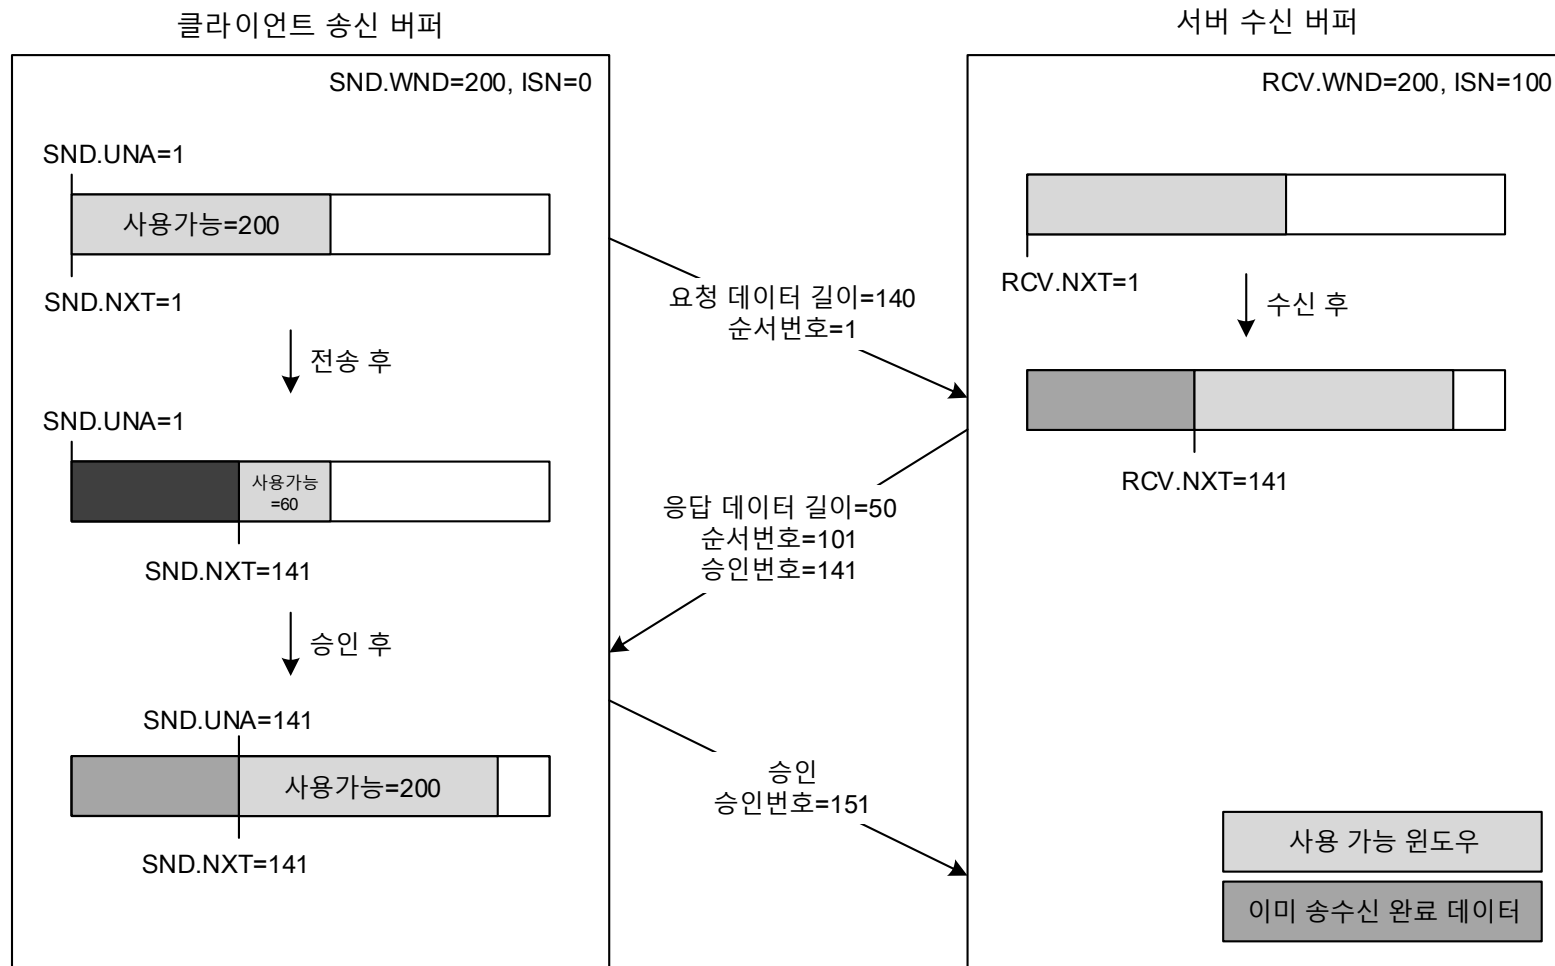 클라이언트 송신 버퍼
SND.WND=200, ISN=0
SND.UNA=1
사용가능=200
SND.NXT=1
전송 후
SND.UNA=1
사용가능
=60
SND.NXT=141
승인 후
SND.UNA=141
사용가능=200
SND.NXT=141
요청 데이터 길이=140
순서번호=1
응답 데이터 길이=50
순서번호=101
승인번호=141
승인
승인번호=151
서버 수신 버퍼
RCV.WND=200, ISN=100
RCV.NXT=1
수신 후
RCV.NXT=141
사용 가능 윈도우
이미 송수신 완료 데이터